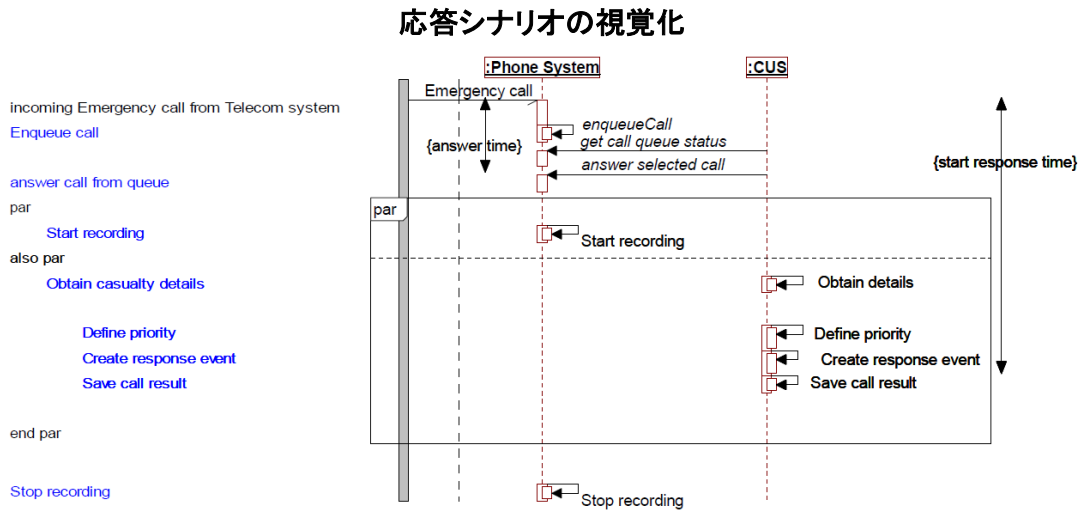 応答シナリオの視覚化
:Phone System
:CUS
Emergency call
incoming Emergency call from Telecom system
Enqueue call
enqueueCall
get call queue status
{answer time}
answer selected call
{start response time}
answer call from queue
par
par
Start recording
Start recording
also par
Obtain casualty details
Obtain details
Define priority
Define priority
Create response event
Create response event
Save call result
Save call result
end par
Stop recording
Stop recording